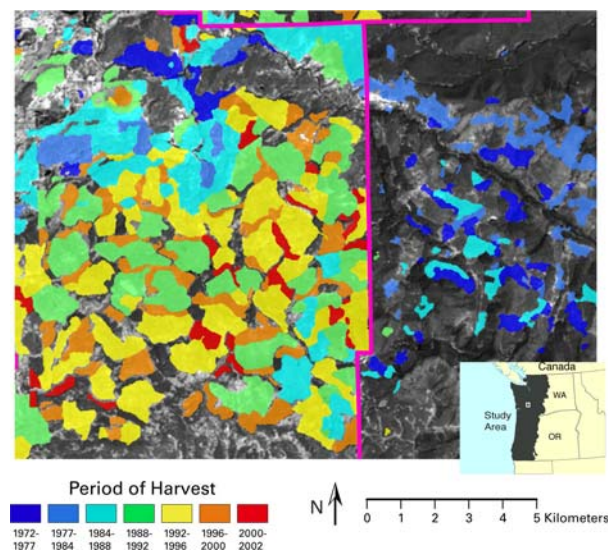 Canada
WA
Study
Area
OR
Period of Harvest
1972-
1977
1977-
1984
1984-
1988
1988-
1992
1992-
1996
1996-
2000
2000-
2002
N
0 1 2 3 4 5 Kilometers